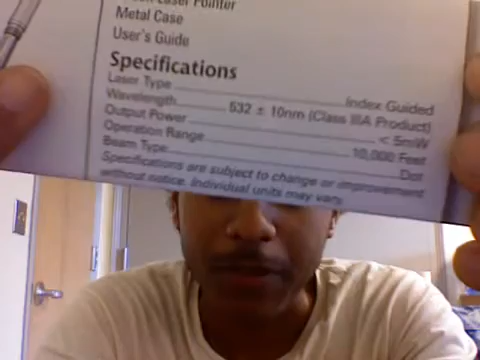 Laser Pointer
Metal Case
User's Guide
Specifications
Laser Type Index Guided
Wavelength 532 ± 10nm (Class IIIA Product)
Output Power < 5mW
Operation Range 10,000 Feet
Beam Type Dot
Specifications are subject to change or improvement
without notice. Individual units may vary.